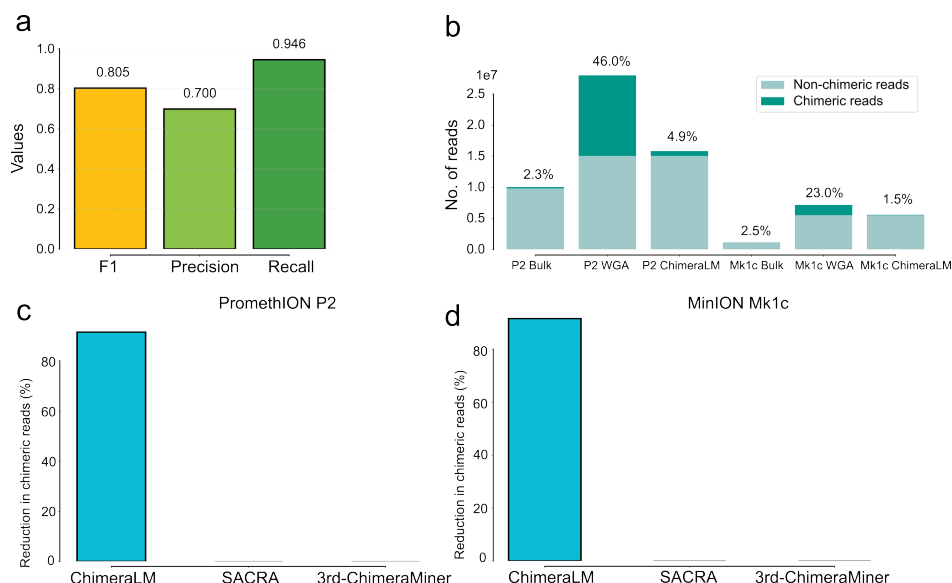 a
0.805
0.700
0.946
1.0
0.8
0.6
0.4
0.2
0.0
Values
F1 Precision Recall
b
1e7
2.5
2.0
1.5
1.0
0.5
0.0
No. of reads
2.3%
46.0%
4.9%
2.5%
23.0%
1.5%
Non-chimeric reads
Chimeric reads
P2 Bulk P2 WGA P2 ChimeraLM Mk1c Bulk Mk1c WGA Mk1c ChimeraLM
c
PromethION P2
80
60
40
20
0
Reduction in chimeric reads (%)
ChimeraLM SACRA 3rd-ChimeraMiner
d
MinION Mk1c
80
60
40
20
0
Reduction in chimeric reads (%)
ChimeraLM SACRA 3rd-ChimeraMiner